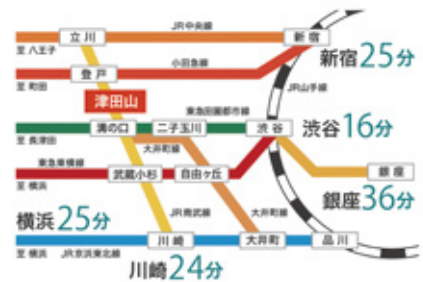 JR中央線
立川
新宿
至 八王子
新宿25分
小田急線
登戸
至 町田
JR山手線
津田山
東急田園都市線
溝の口
二子玉川
渋谷
渋谷16分
至 長津田
大井町線
東急東横線
武蔵小杉
自由ヶ丘
銀座
至 横浜
銀座36分
横浜25分
JR南武線
大井町線
川崎
大井町
品川
至 横浜
JR京浜東北線
川崎24分